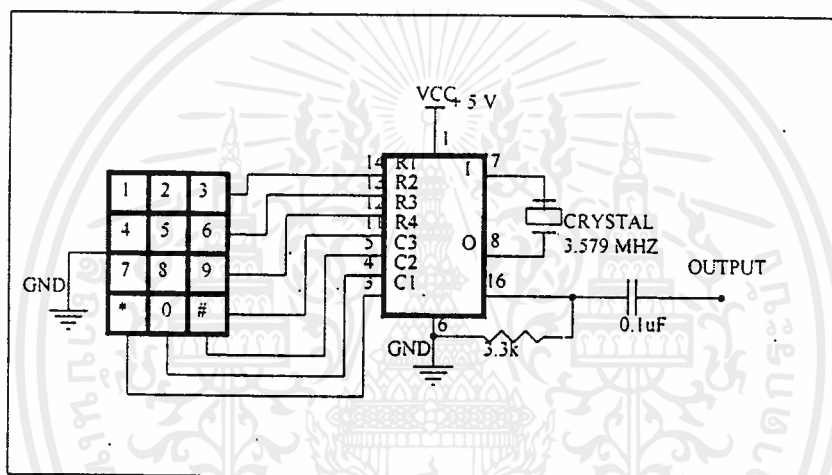 VCC + 5 V
1
1 2 3
4 5 6
7 8 9
* 0 #
GND
14 R1
13 R2
12 R3
11 R4
5 C3
4 C2
3 C1
I 7
O 8
16
6
CRYSTAL
3.579 MHZ
OUTPUT
0.1uF
GND
3.3k